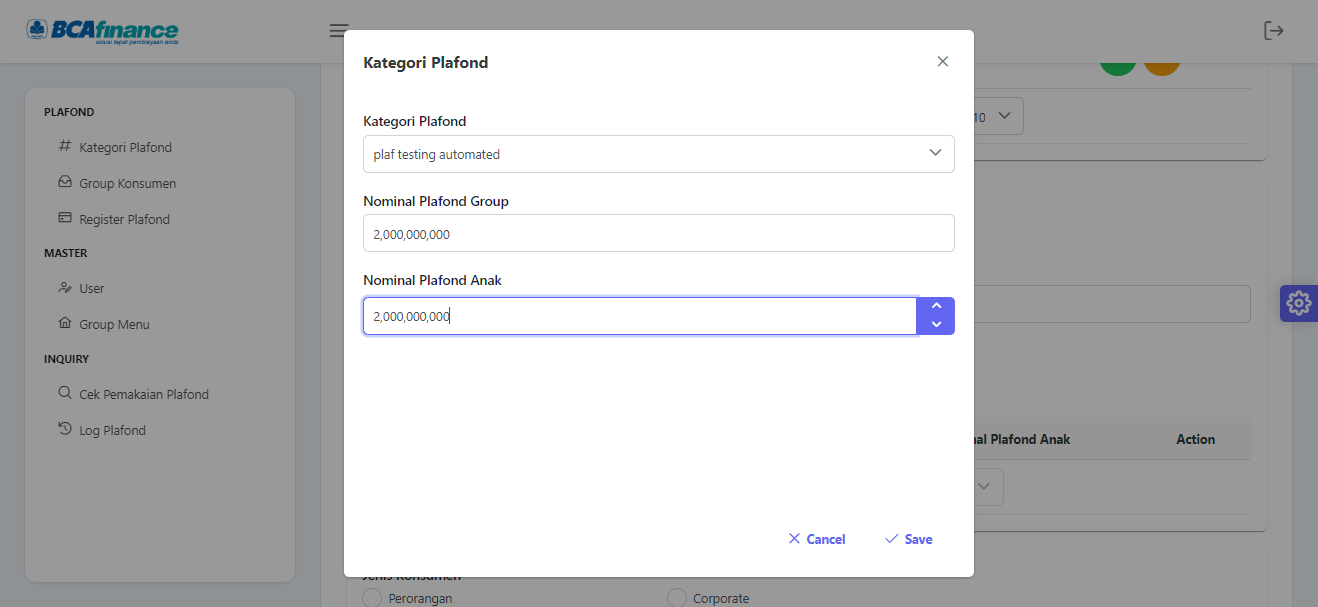 BCAfinance
solusi tepat pembiayaan anda
PLAFOND
Kategori Plafond
Group Konsumen
Register Plafond
MASTER
User
Group Menu
INQUIRY
Cek Pemakaian Plafond
Log Plafond
Kategori Plafond
Kategori Plafond
plaf testing automated
Nominal Plafond Group
2,000,000,000
Nominal Plafond Anak
2,000,000,000
Cancel
Save
10
Plafond Anak
Action
Jenis Konsumen
Perorangan
Corporate